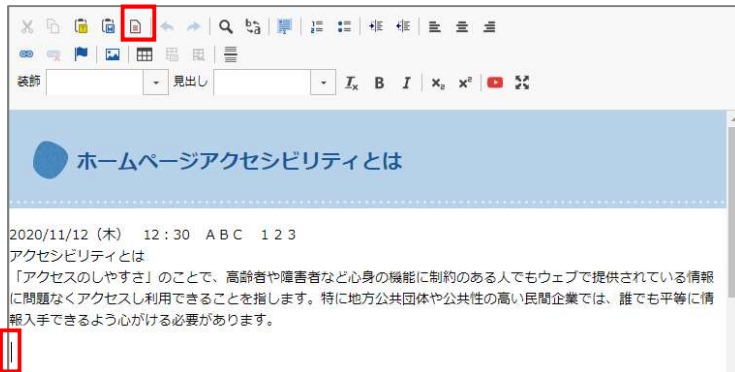 装飾 見出し
ホームページアクセシビリティとは
2020/11/12（木）　12：30　ＡＢＣ　１２３
アクセシビリティとは
「アクセスのしやすさ」のことで、高齢者や障害者など心身の機能に制約のある人でもウェブで提供されている情報
に問題なくアクセスし利用できることを指します。特に地方公共団体や公共性の高い民間企業では、誰でも平等に情
報入手できるよう心がける必要があります。